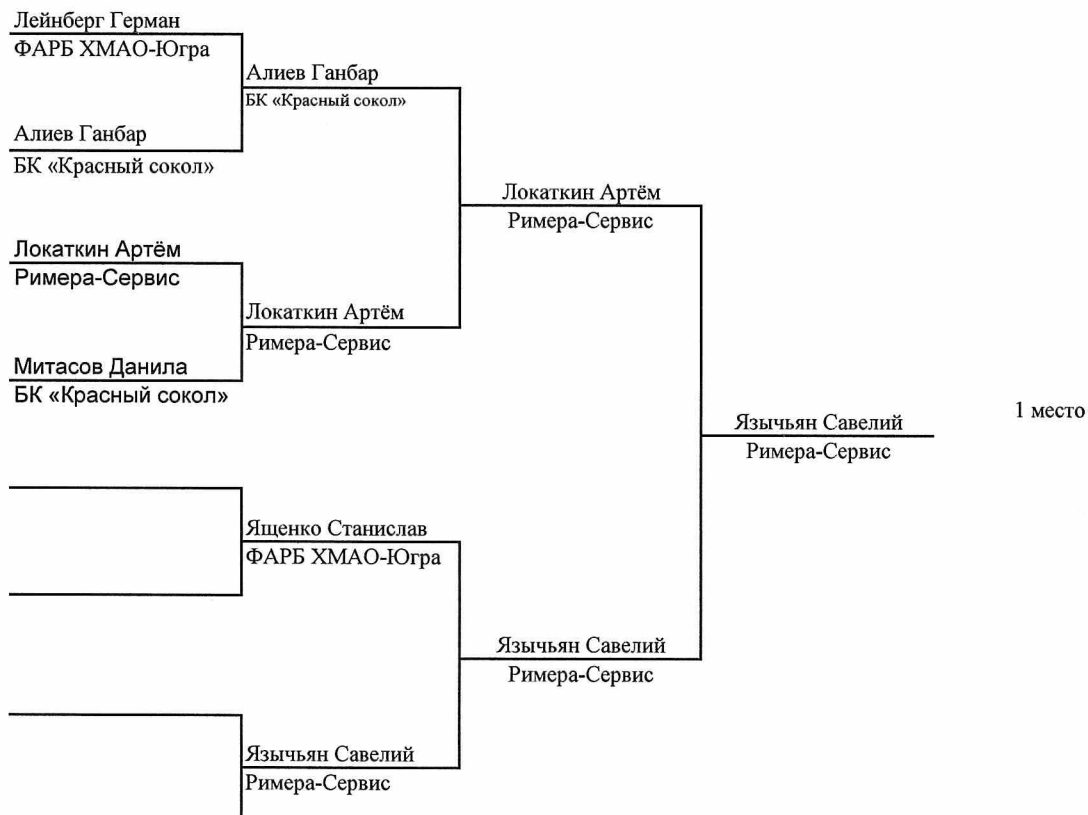 Лейнберг Герман
ФАРБ ХМАО-Югра
Алиев Ганбар
БК «Красный сокол»
Алиев Ганбар
БК «Красный сокол»
Локаткин Артём
Римера-Сервис
Локаткин Артём
Римера-Сервис
Локаткин Артём
Римера-Сервис
Митасов Данила
БК «Красный сокол»
1 место
Язычьян Савелий
Римера-Сервис
Ященко Станислав
ФАРБ ХМАО-Югра
Язычьян Савелий
Римера-Сервис
Язычьян Савелий
Римера-Сервис